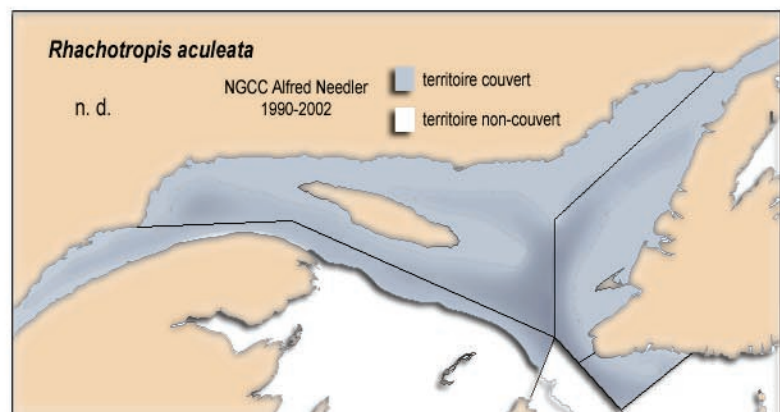 Rhachotropis aculeata
n. d.
NGCC Alfred Needler
1990-2002
territoire couvert
territoire non-couvert